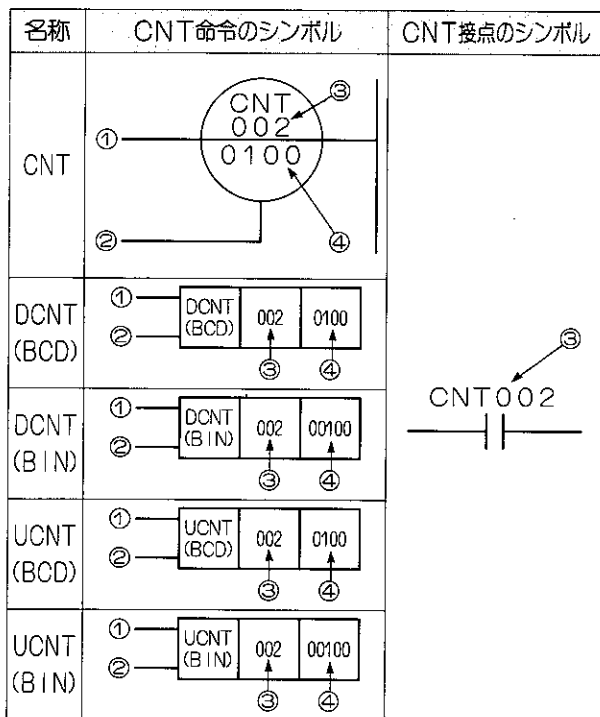 名称 CNT命令のシンボル CNT接点のシンボル
CNT
CNT
002
0100
①
②
③
④
DCNT
(BCD)
①
②
DCNT
(BCD)
002
0100
③
④
DCNT
(BIN)
①
②
DCNT
(BIN)
002
00100
③
④
UCNT
(BCD)
①
②
UCNT
(BCD)
002
0100
③
④
UCNT
(BIN)
①
②
UCNT
(BIN)
002
00100
③
④
③
CNT002